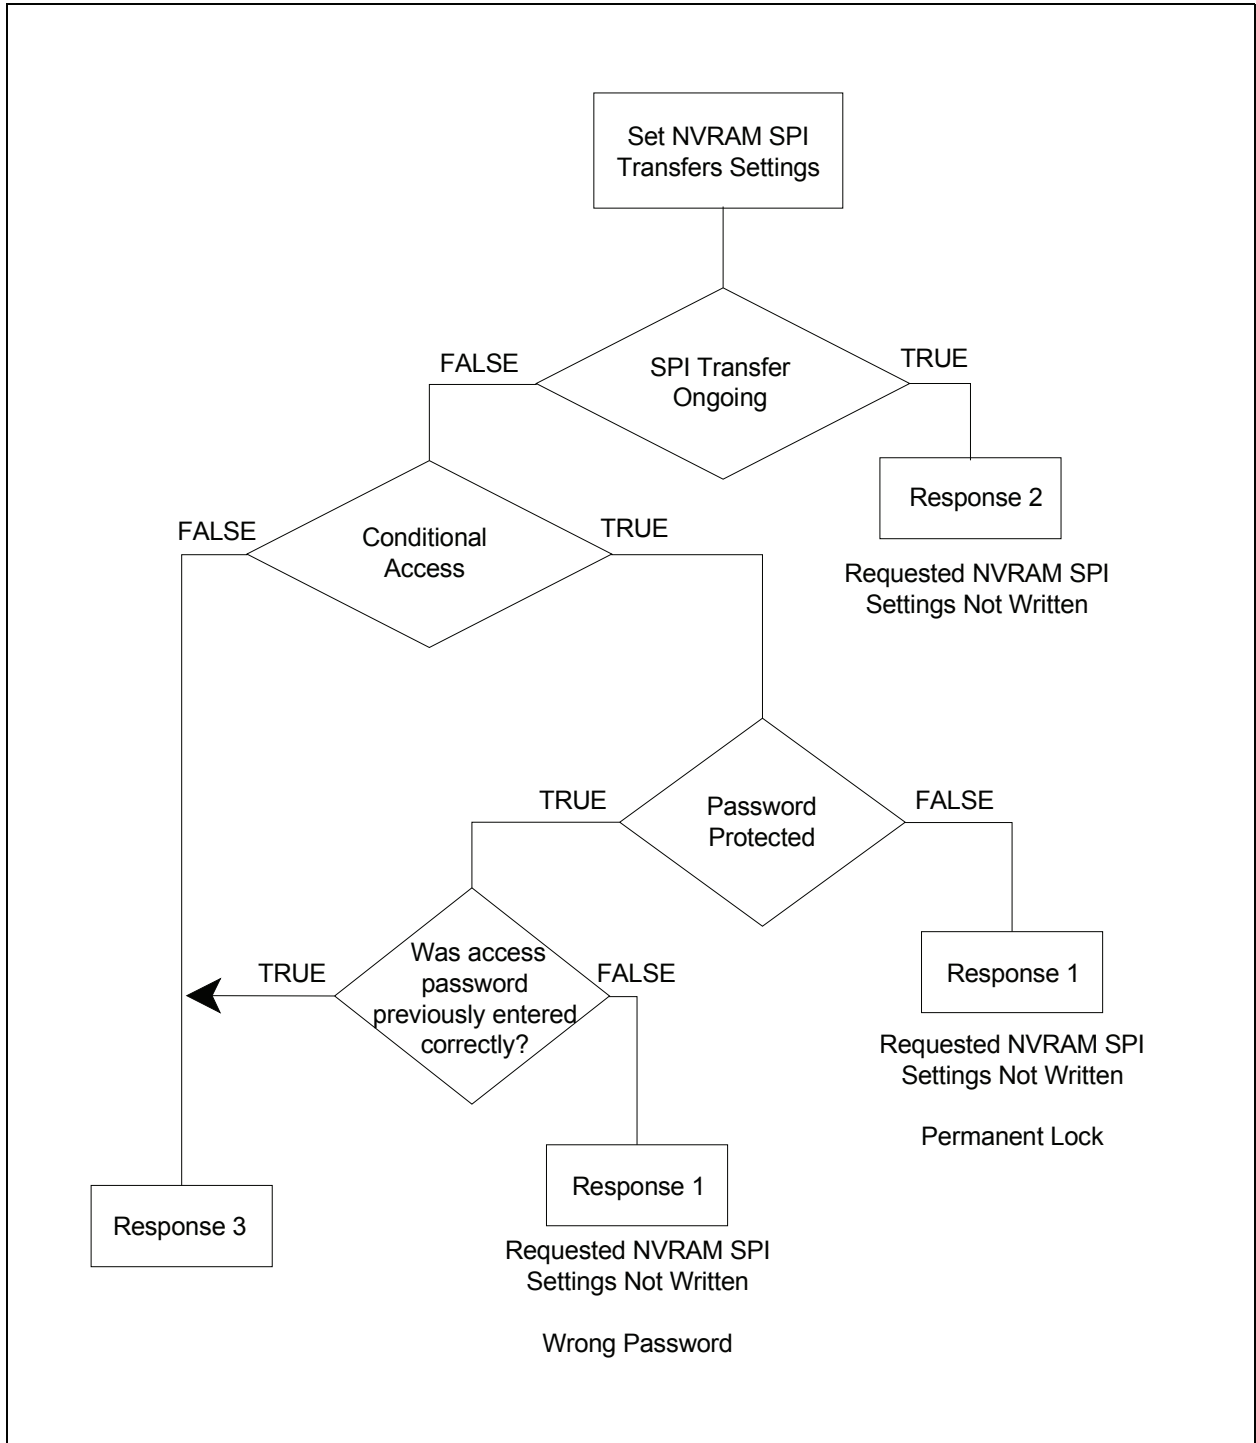 Set NVRAM SPI
Transfers Settings
FALSE
TRUE
SPI Transfer
Ongoing
Response 2
Requested NVRAM SPI
Settings Not Written
FALSE
TRUE
Conditional
Access
TRUE
FALSE
Password
Protected
TRUE
FALSE
Was access
password
previously entered
correctly?
Response 1
Requested NVRAM SPI
Settings Not Written
Permanent Lock
Response 3
Response 1
Requested NVRAM SPI
Settings Not Written
Wrong Password